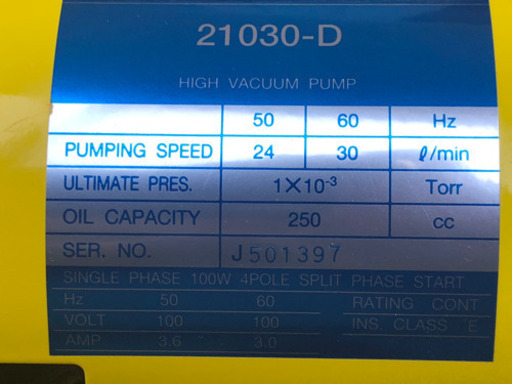 21030-D
HIGH VACUUM PUMP
50 60 Hz
PUMPING SPEED 24 30 ℓ/min
ULTIMATE PRES. 1×10⁻³ Torr
OIL CAPACITY 250 cc
SER. NO. J501397
SINGLE PHASE 100W 4POLE SPLIT PHASE START
Hz 50 60 RATING CONT
VOLT 100 100 INS. CLASS E
AMP 3.6 3.0